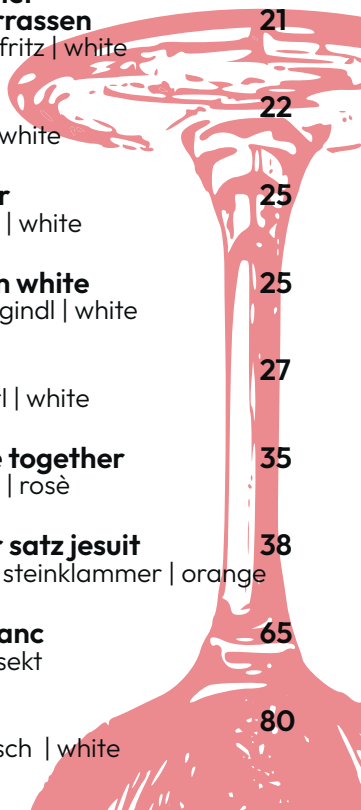 rrassen 21
fritz | white
22
white
r 25
| white
n white 25
gindl | white
27
l | white
e together 35
| rosè
r satz jesuit 38
steinklammer | orange
anc 65
sekt
80
sch | white